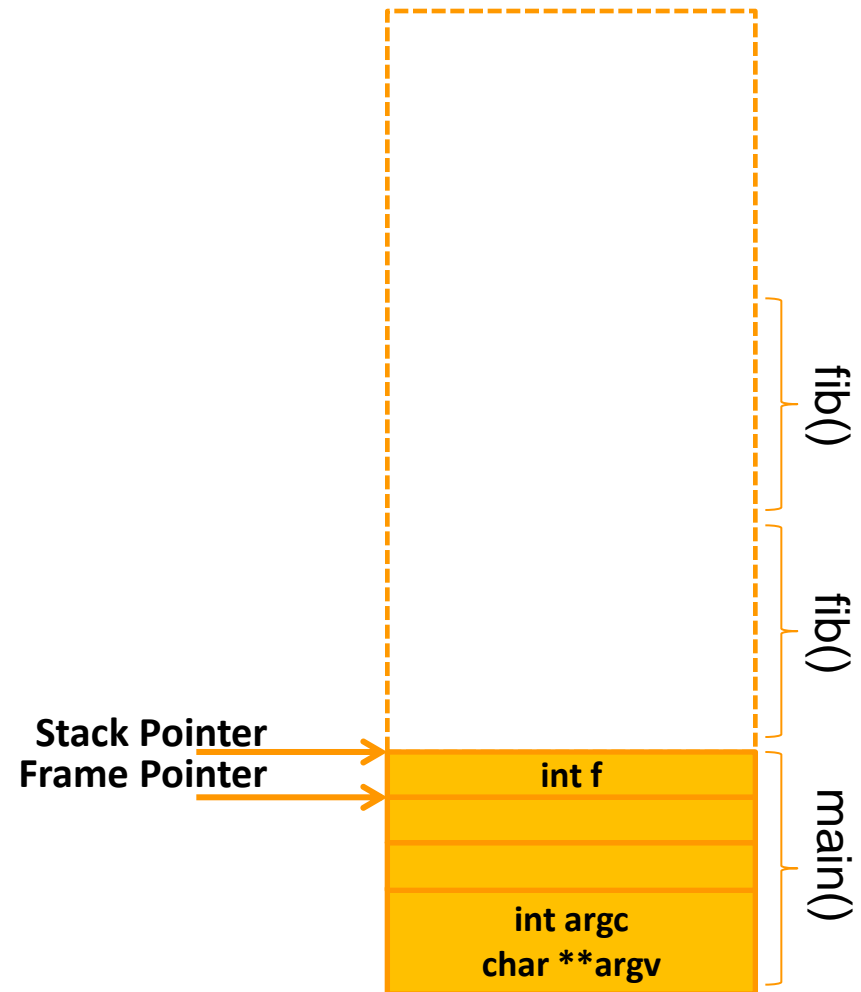 fib()
fib()
Stack Pointer
Frame Pointer
int f
main()
int argc
char **argv